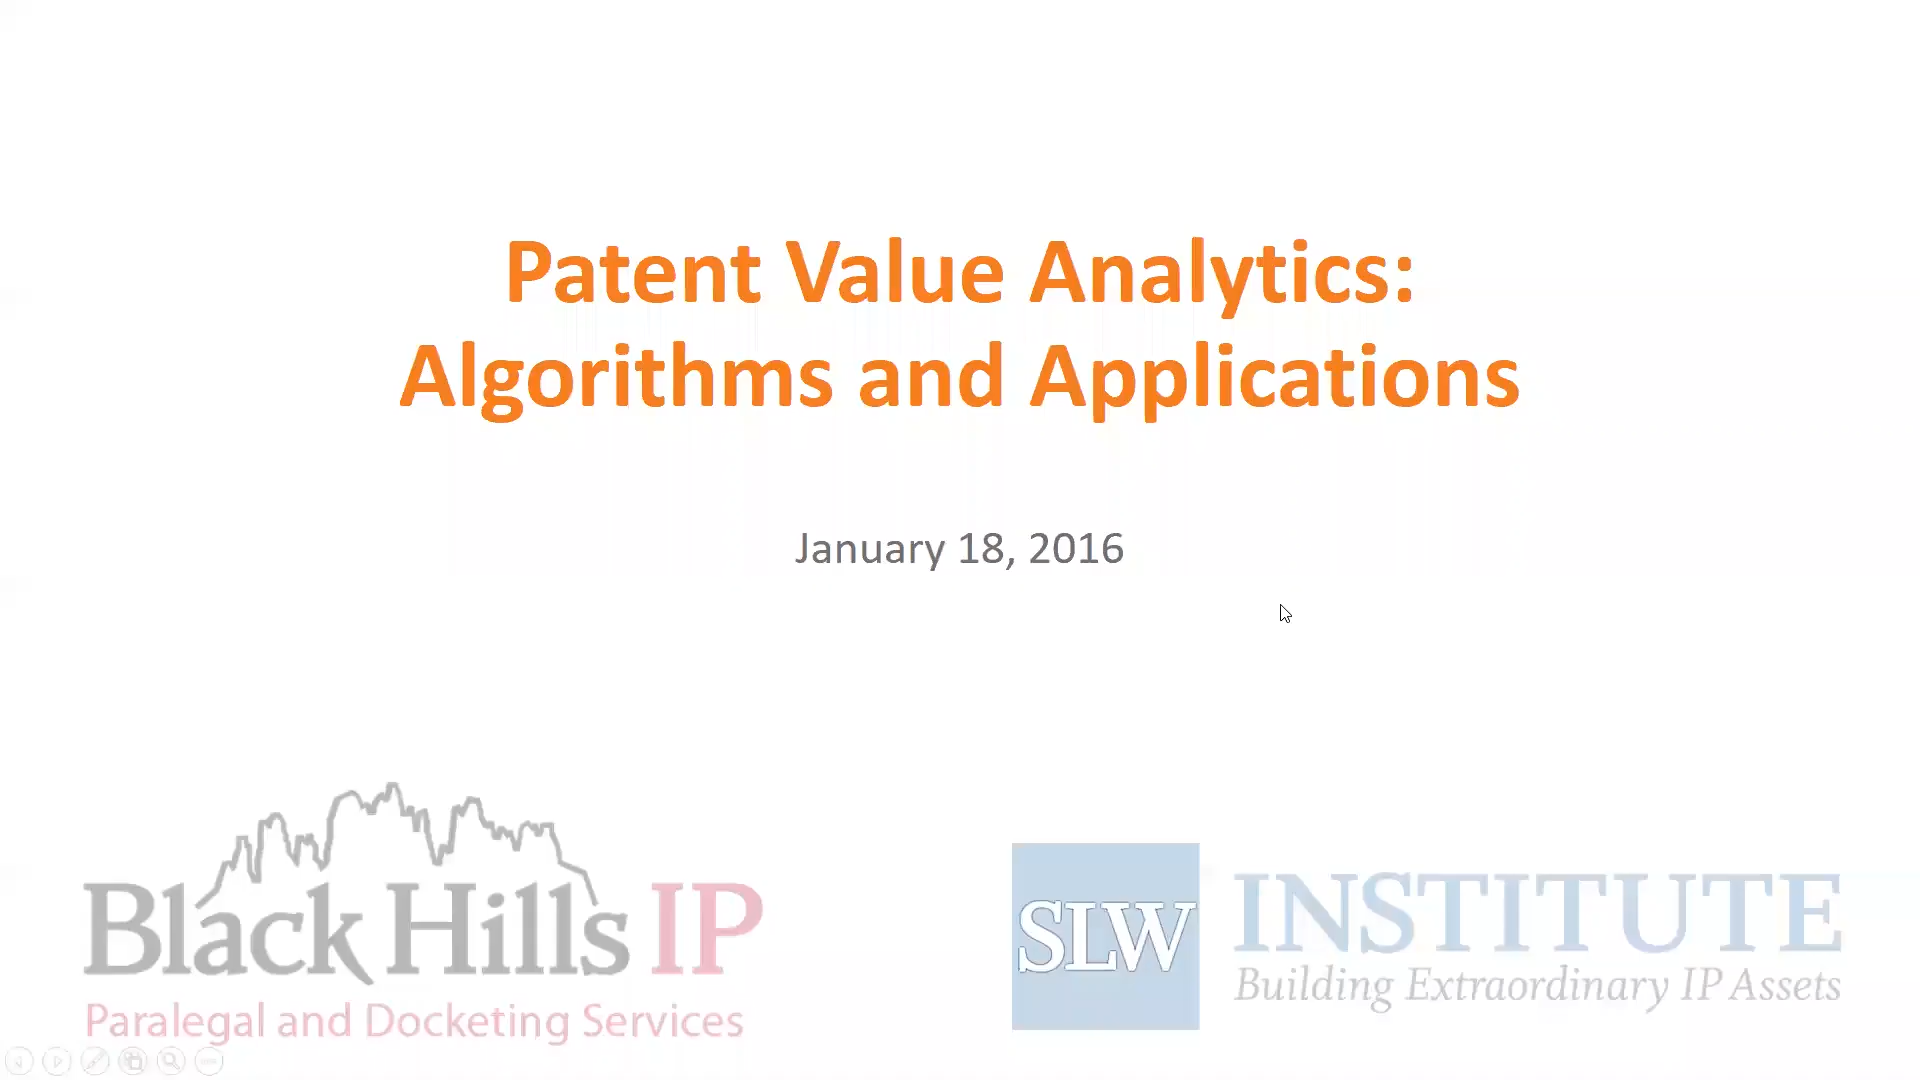 Patent Value Analytics:
Algorithms and Applications
January 18, 2016
Black Hills IP
Paralegal and Docketing Services
SLW
INSTITUTE
Building Extraordinary IP Assets